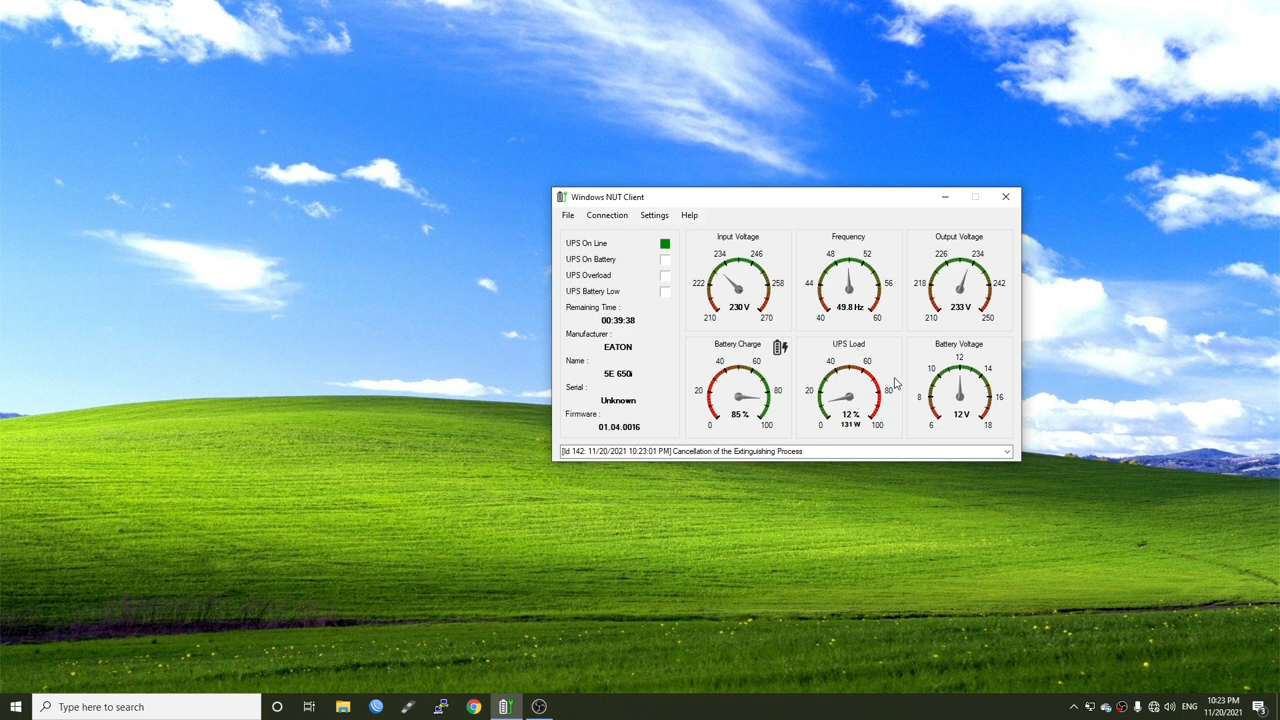 Windows NUT Client
File Connection Settings Help
UPS On Line
UPS On Battery
UPS Overload
UPS Battery Low
Remaining Time :
00:39:38
Manufacturer :
EATON
Name :
5E 650i
Serial :
Unknown
Firmware :
01.04.0016
Input Voltage
234 246
222 258
230 V
210 270
Frequency
48 52
44 56
49.8 Hz
40 60
Output Voltage
226 234
218 242
233 V
210 250
Battery Charge
40 60
20 80
85 %
0 100
UPS Load
40 60
20 80
12 %
131 W
0 100
Battery Voltage
12
10 14
8 16
12 V
6 18
[Id 142: 11/20/2021 10:23:01 PM] Cancellation of the Extinguishing Process
Type here to search
ENG
10:23 PM
11/20/2021
3